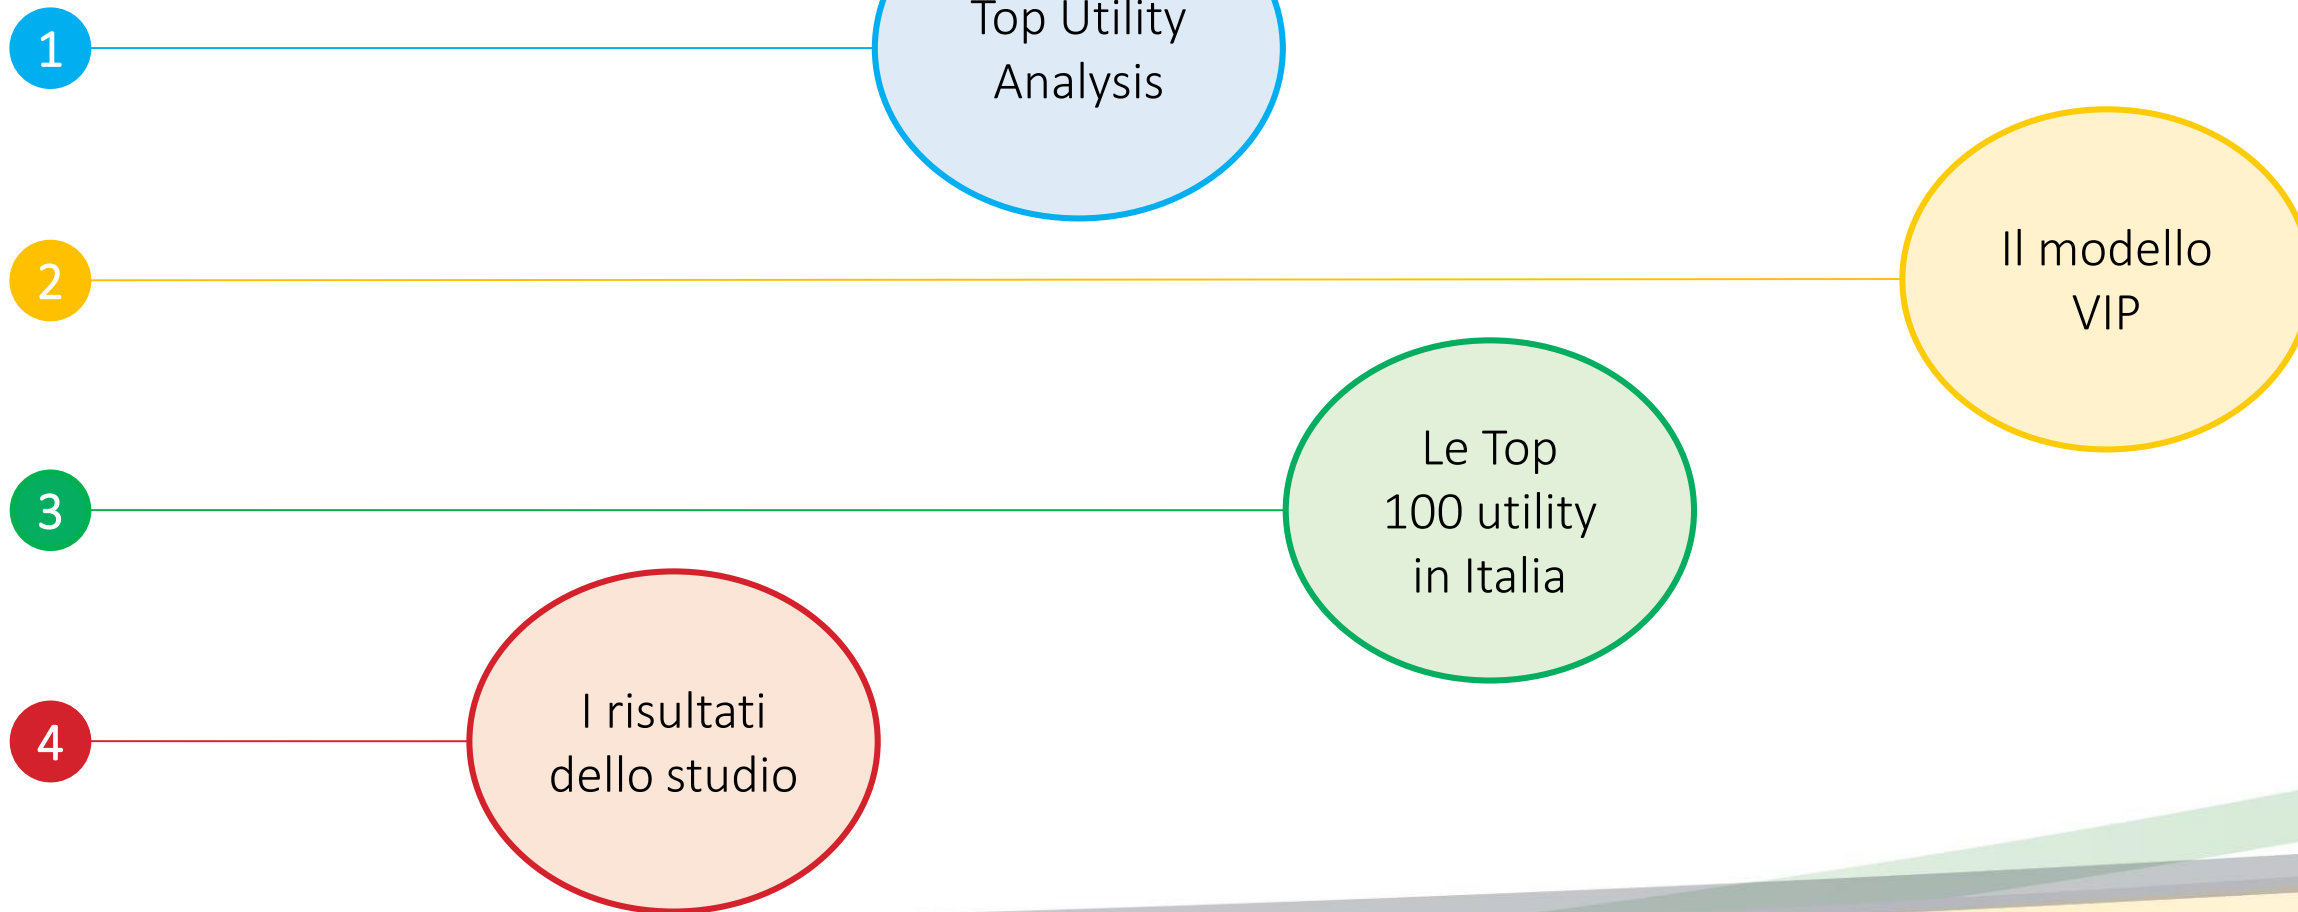 1
Top Utility
Analysis
2
Il modello
VIP
3
Le Top
100 utility
in Italia
4
I risultati
dello studio